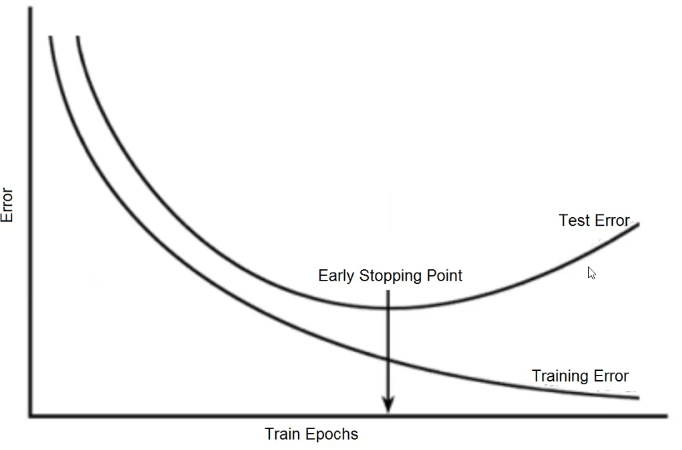 Error
Test Error
Early Stopping Point
Training Error
Train Epochs